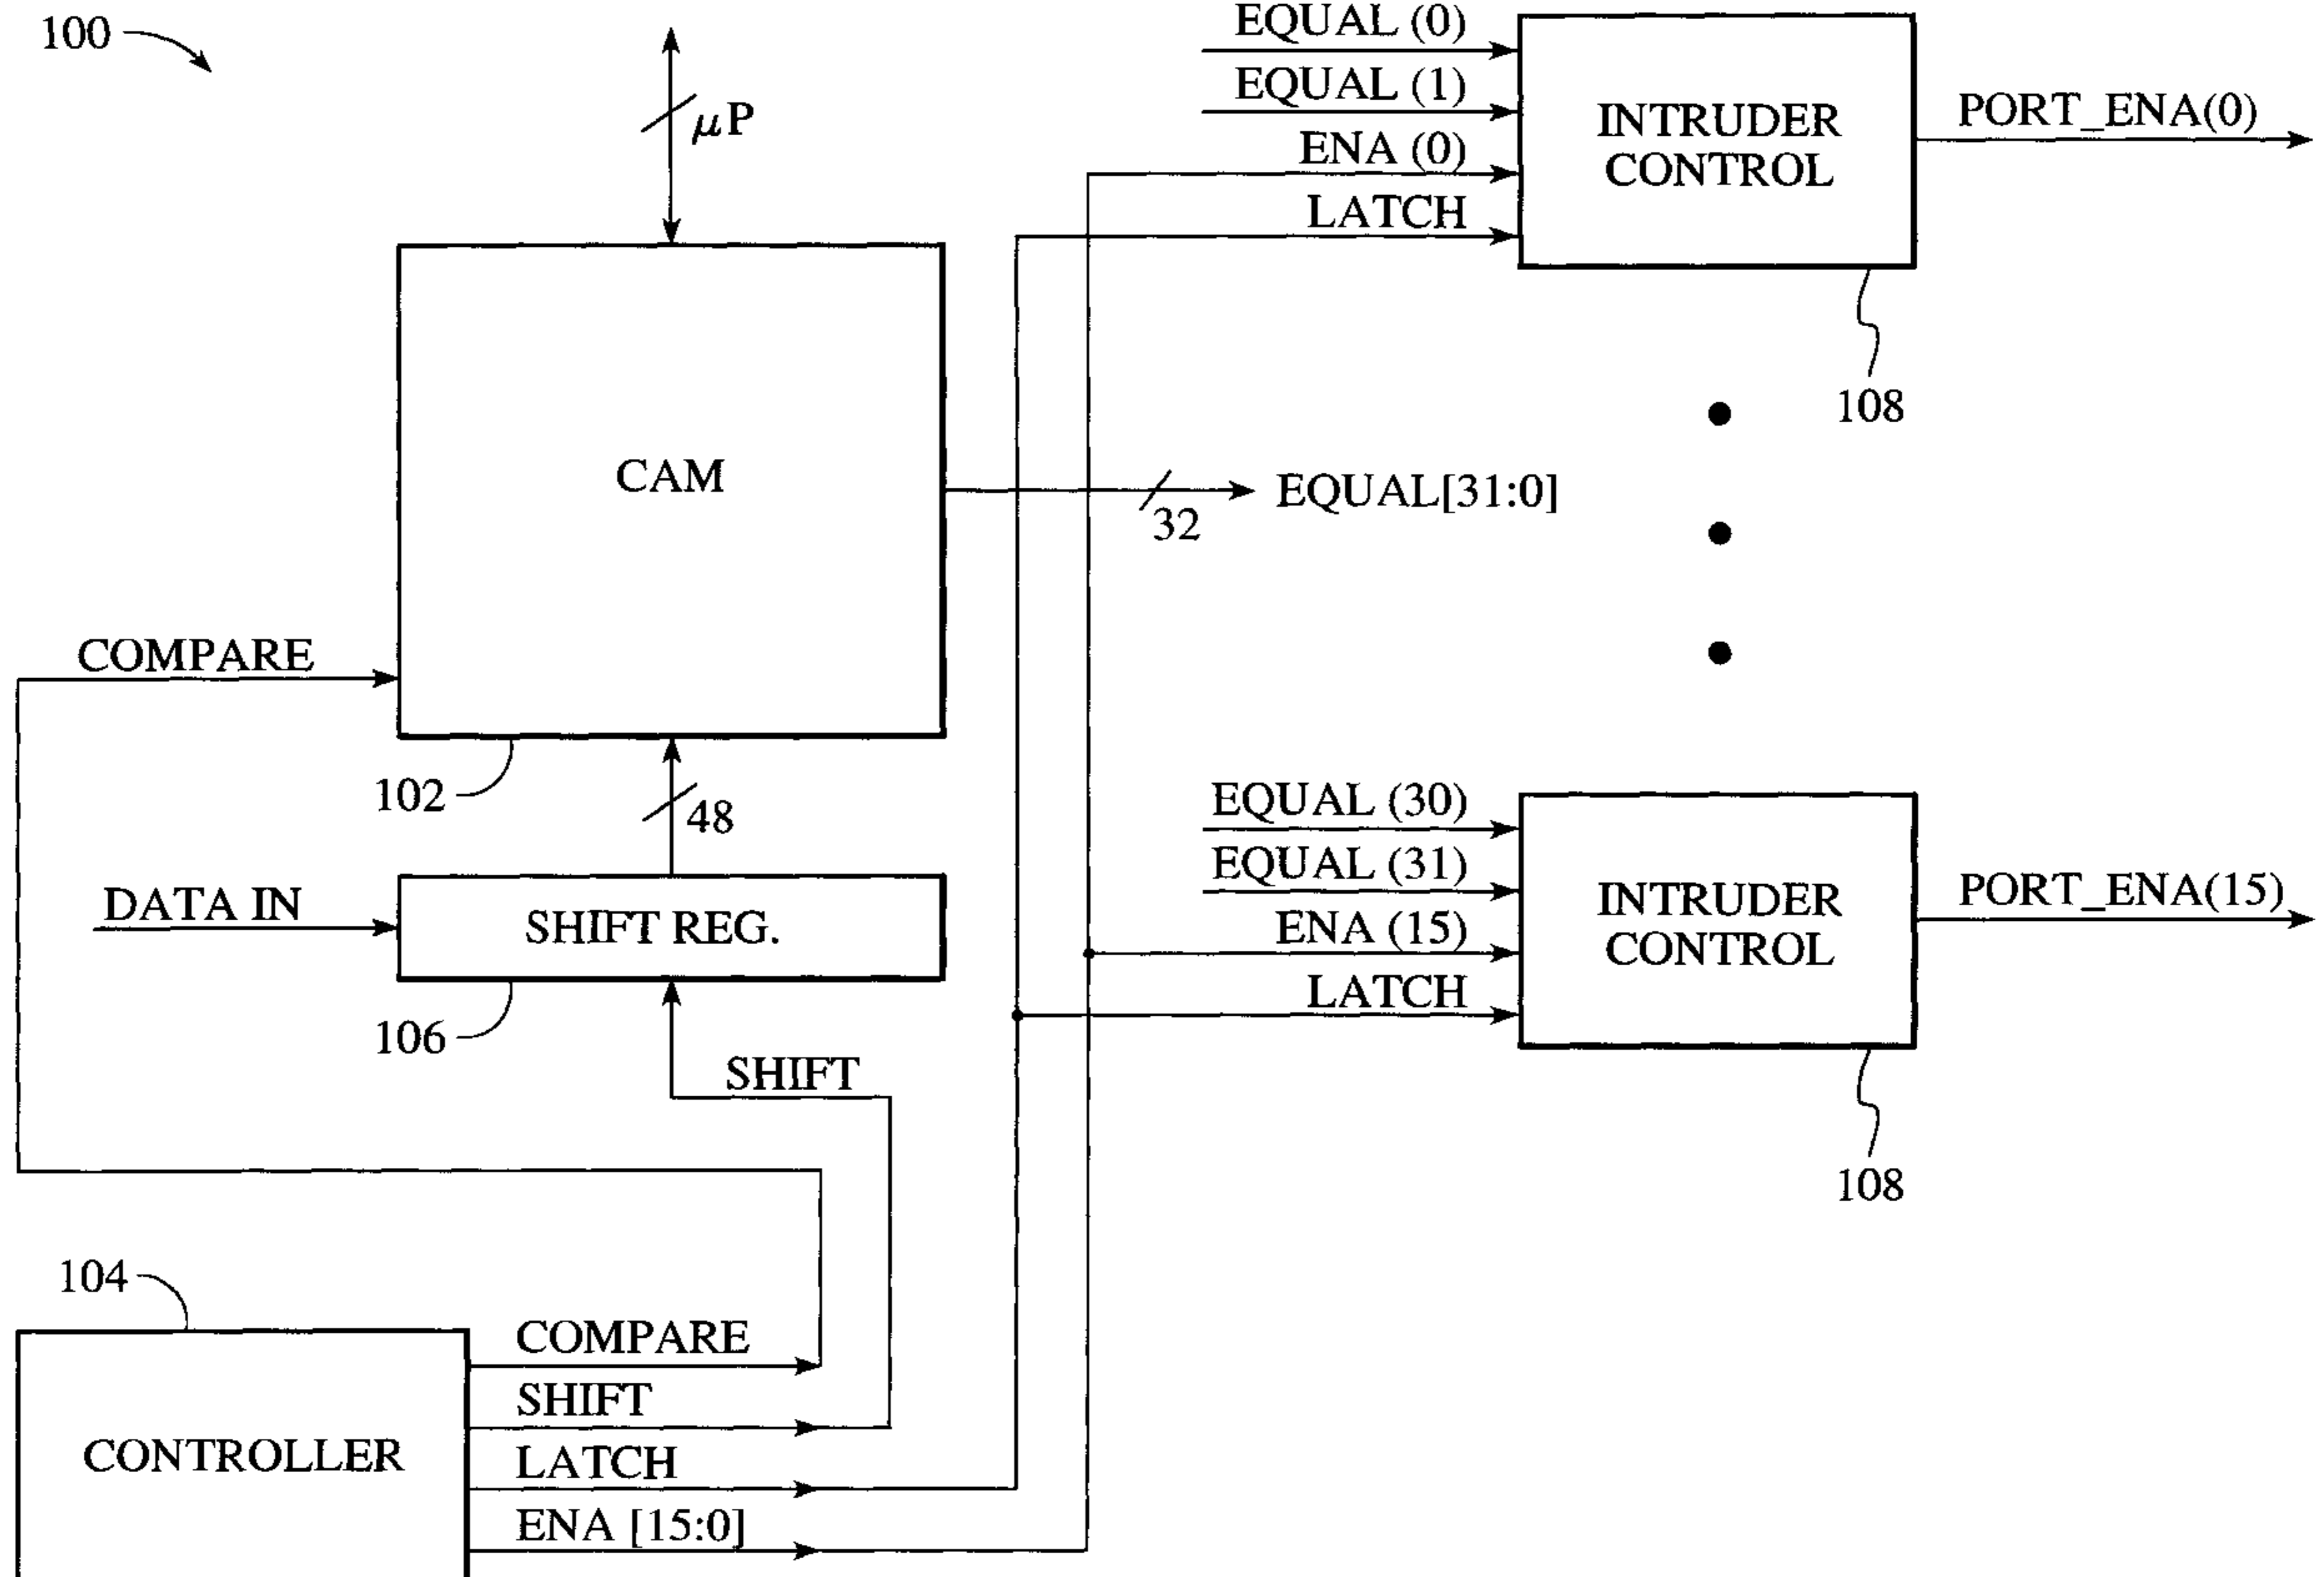 100
μP
EQUAL (0)
EQUAL (1)
ENA (0)
LATCH
INTRUDER
CONTROL
PORT_ENA(0)
108
CAM
EQUAL[31:0]
32
COMPARE
102
48
DATA IN
SHIFT REG.
106
SHIFT
EQUAL (30)
EQUAL (31)
ENA (15)
LATCH
INTRUDER
CONTROL
PORT_ENA(15)
108
104
CONTROLLER
COMPARE
SHIFT
LATCH
ENA [15:0]